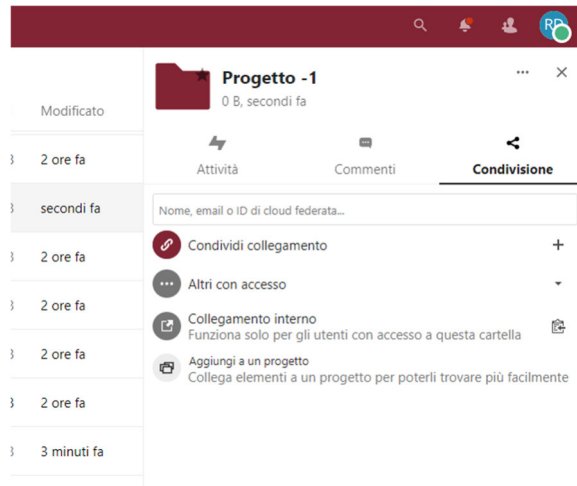 RD
Progetto -1
0 B, secondi fa
Modificato
Attività
Commenti
Condivisione
2 ore fa
secondi fa
2 ore fa
2 ore fa
2 ore fa
2 ore fa
3 minuti fa
Nome, email o ID di cloud federata...
Condividi collegamento
Altri con accesso
Collegamento interno
Funziona solo per gli utenti con accesso a questa cartella
Aggiungi a un progetto
Collega elementi a un progetto per poterli trovare più facilmente